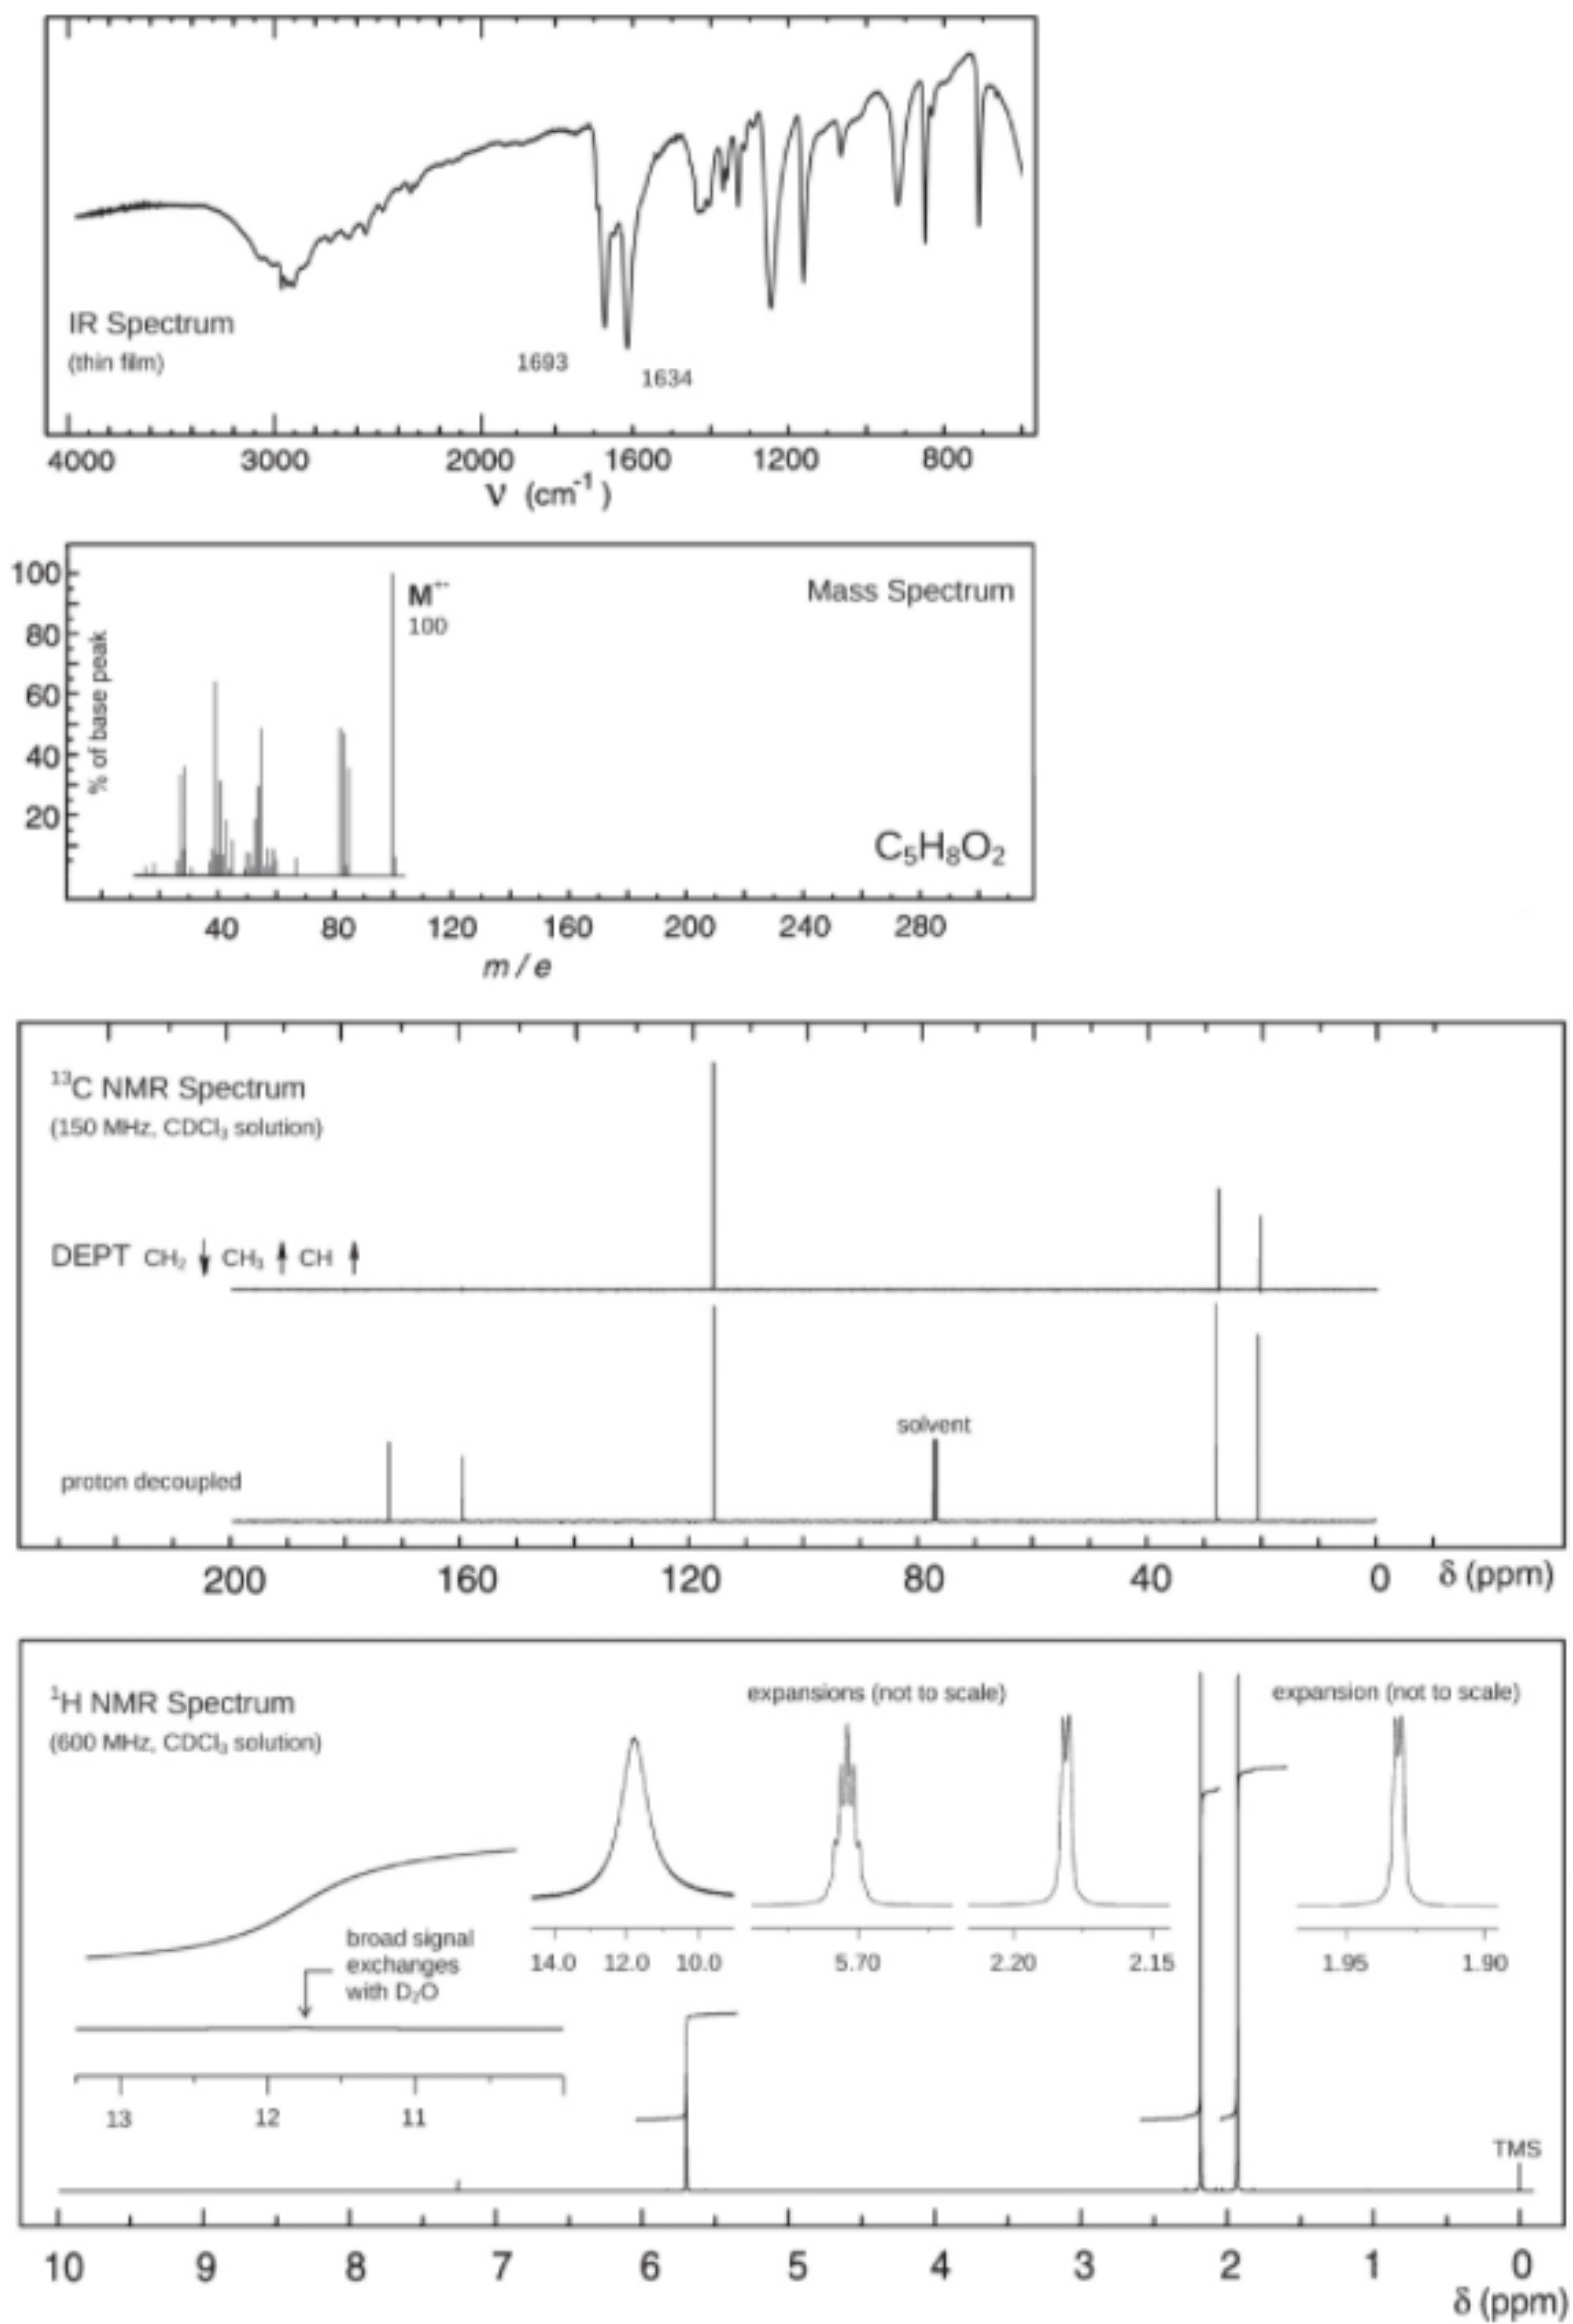 IR Spectrum
(thin film)
1693
1634
4000 3000 2000 1600 1200 800
ν (cm⁻¹ )
100
80
60
40
20
% of base peak
M⁺·
100
Mass Spectrum
C₅H₈O₂
40 80 120 160 200 240 280
m / e
¹³C NMR Spectrum
(150 MHz, CDCl₃ solution)
DEPT CH₂ ↓ CH₃ ↑ CH ↑
solvent
proton decoupled
200 160 120 80 40 0 δ (ppm)
¹H NMR Spectrum
(600 MHz, CDCl₃ solution)
expansions (not to scale)
expansion (not to scale)
broad signal
exchanges
with D₂O
14.0 12.0 10.0
5.70
2.20 2.15
1.95 1.90
13 12 11
TMS
10 9 8 7 6 5 4 3 2 1 0
δ (ppm)